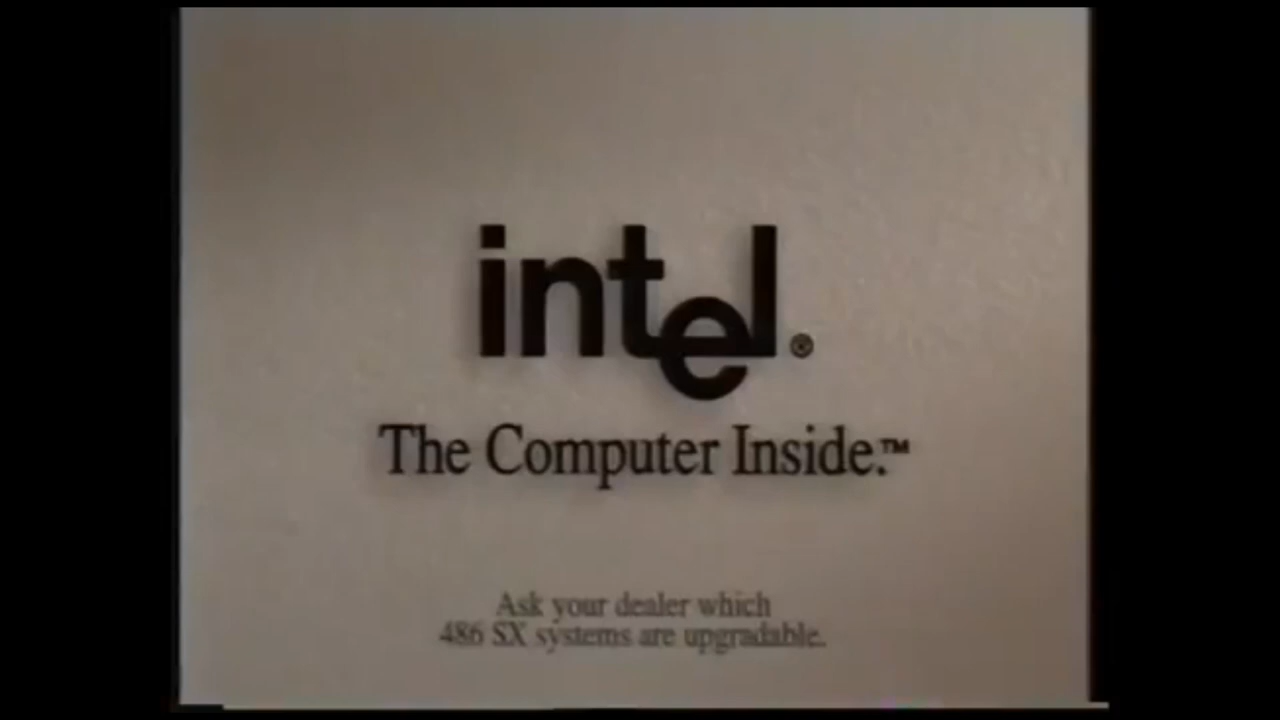 intel®
The Computer Inside.™
Ask your dealer which
486 SX systems are upgradable.